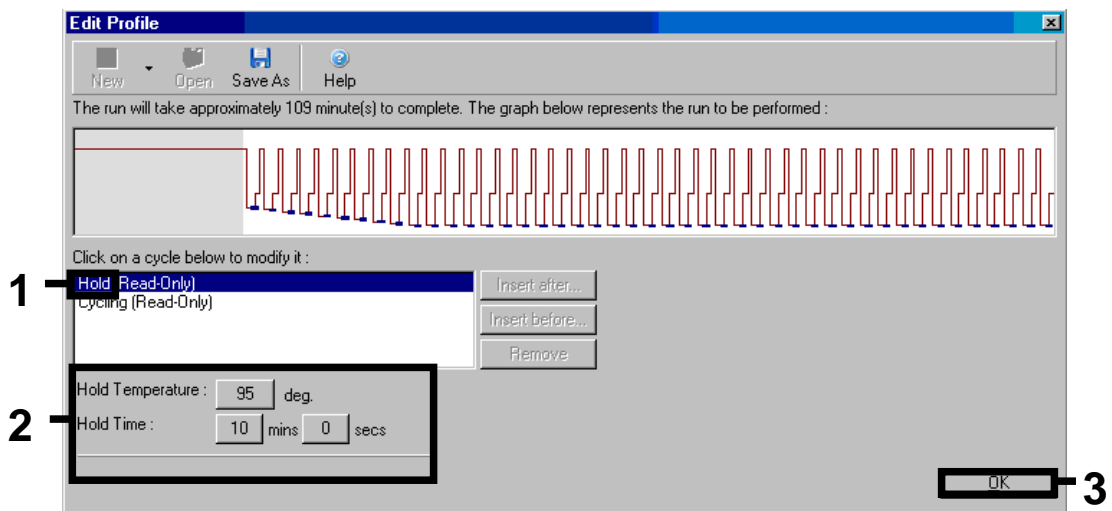 Edit Profile
New Open Save As Help
The run will take approximately 109 minute(s) to complete. The graph below represents the run to be performed :
Click on a cycle below to modify it :
1 Hold (Read-Only) Insert after...
Cycling (Read-Only)
Insert before...
Remove
Hold Temperature : 95 deg.
2 Hold Time : 10 mins 0 secs
OK 3